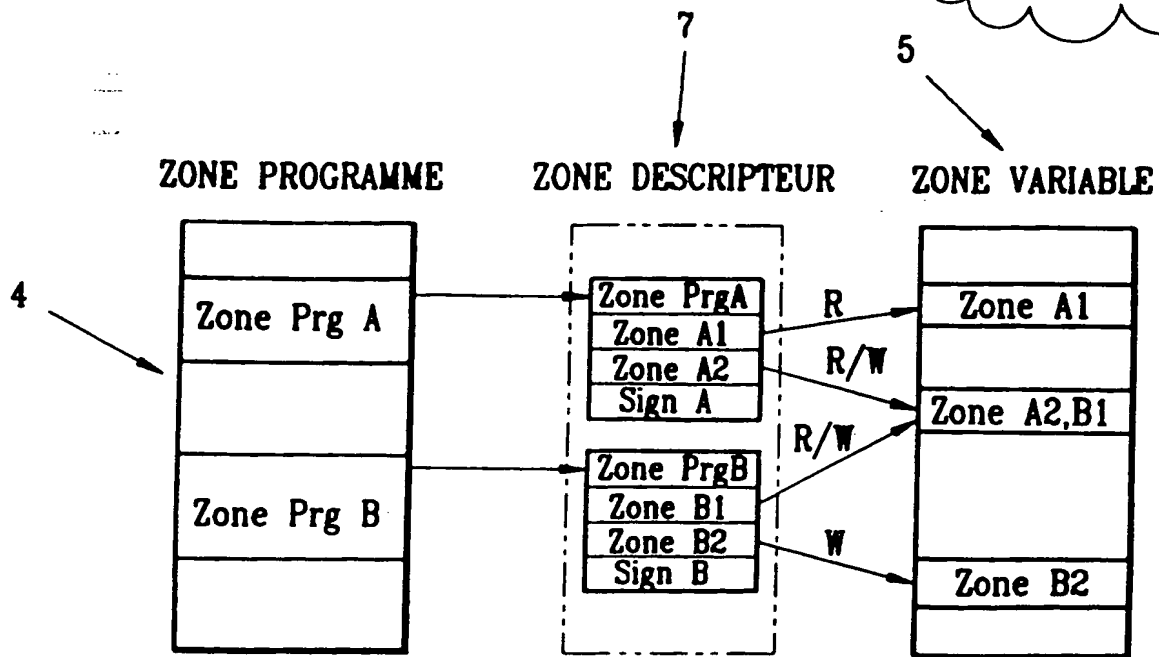 7
5
4
ZONE PROGRAMME
Zone Prg A
Zone Prg B
ZONE DESCRIPTEUR
Zone PrgA
Zone A1
Zone A2
Sign A
Zone PrgB
Zone B1
Zone B2
Sign B
R
R/W
R/W
W
ZONE VARIABLE
Zone A1
Zone A2,B1
Zone B2